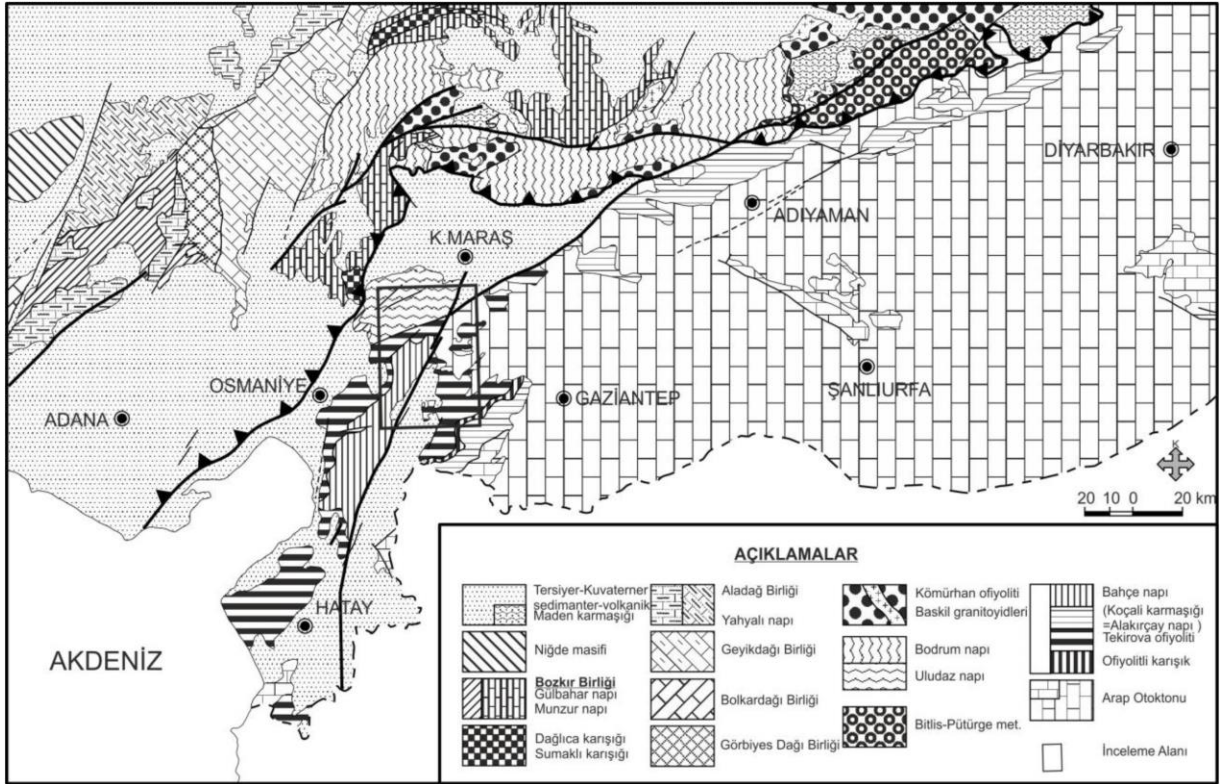 DİYARBAKIR
ADIYAMAN
K.MARAŞ
ŞANLIURFA
OSMANİYE
GAZİANTEP
ADANA
K
20 10 0 20 km
HATAY
AKDENİZ
AÇIKLAMALAR
Tersiyer-Kuvaterner
sedimanter-volkanik
Maden karmaşığı
Niğde masifi
Bozkır Birliği
Gülbahar napı
Munzur napı
Dağlıca karışığı
Sumaklı karışığı
Aladağ Birliği
Yahyalı napı
Geyikdağı Birliği
Bolkardağı Birliği
Görbiyes Dağı Birliği
Kömürhan ofiyoliti
Baskil granitoyidleri
Bodrum napı
Uludaz napı
Bitlis-Pütürge met.
Bahçe napı
(Koçali karmaşığı
=Alakırçay napı )
Tekirova ofiyoliti
Ofiyolitli karışık
Arap Otoktonu
İnceleme Alanı